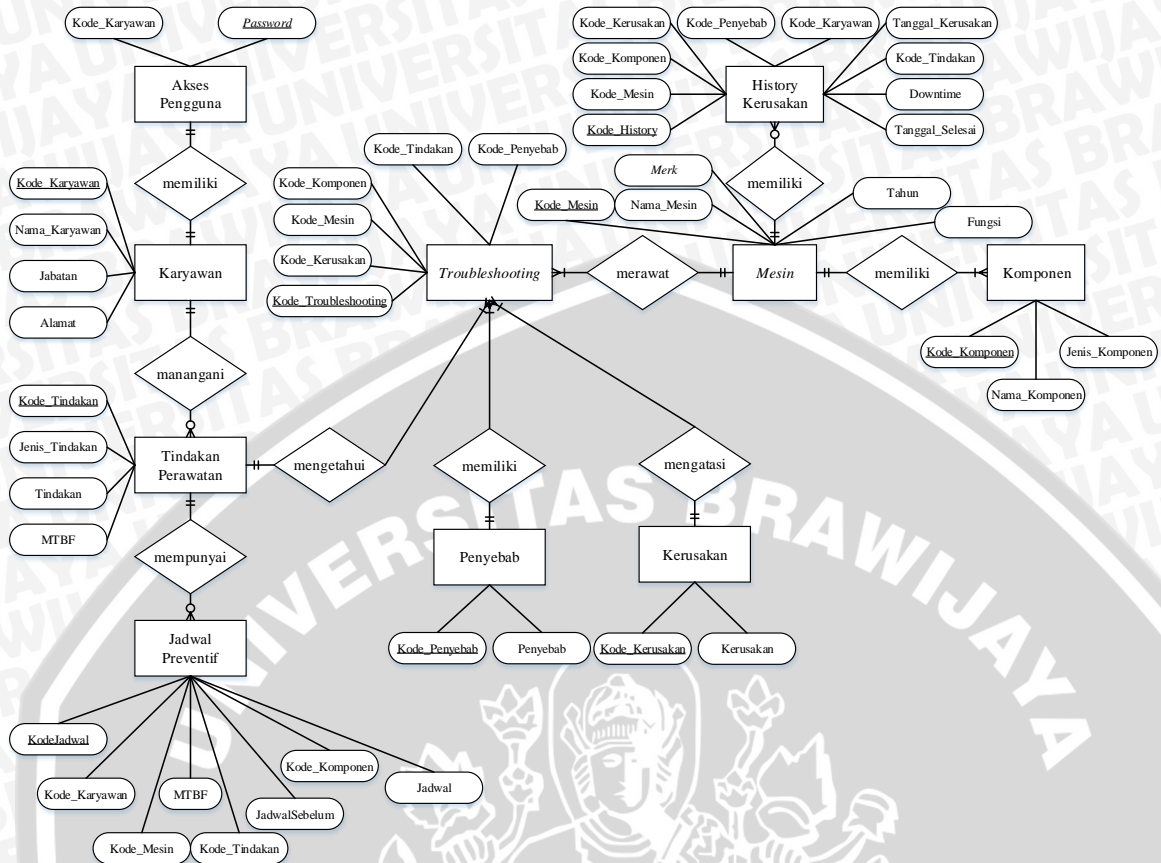 Kode_Karyawan
Password
Akses
Pengguna
memiliki
Kode_Karyawan
Nama_Karyawan
Jabatan
Alamat
Karyawan
manangani
Kode_Tindakan
Jenis_Tindakan
Tindakan
MTBF
Tindakan
Perawatan
mengetahui
mempunyai
Jadwal
Preventif
KodeJadwal
Kode_Karyawan
Kode_Mesin
MTBF
Kode_Tindakan
JadwalSebelum
Kode_Komponen
Jadwal
Kode_Tindakan
Kode_Penyebab
Kode_Komponen
Kode_Mesin
Kode_Kerusakan
Kode_Troubleshooting
Troubleshooting
merawat
memiliki
Penyebab
Kode_Penyebab
Penyebab
mengatasi
Kerusakan
Kode_Kerusakan
Kerusakan
Kode_Kerusakan
Kode_Penyebab
Kode_Karyawan
Tanggal_Kerusakan
Kode_Komponen
Kode_Tindakan
Kode_Mesin
Downtime
Kode_History
Tanggal_Selesai
History
Kerusakan
memiliki
Merk
Kode_Mesin
Nama_Mesin
Tahun
Fungsi
Mesin
memiliki
Komponen
Kode_Komponen
Nama_Komponen
Jenis_Komponen
UNIVERSITAS BRAWIJAYA